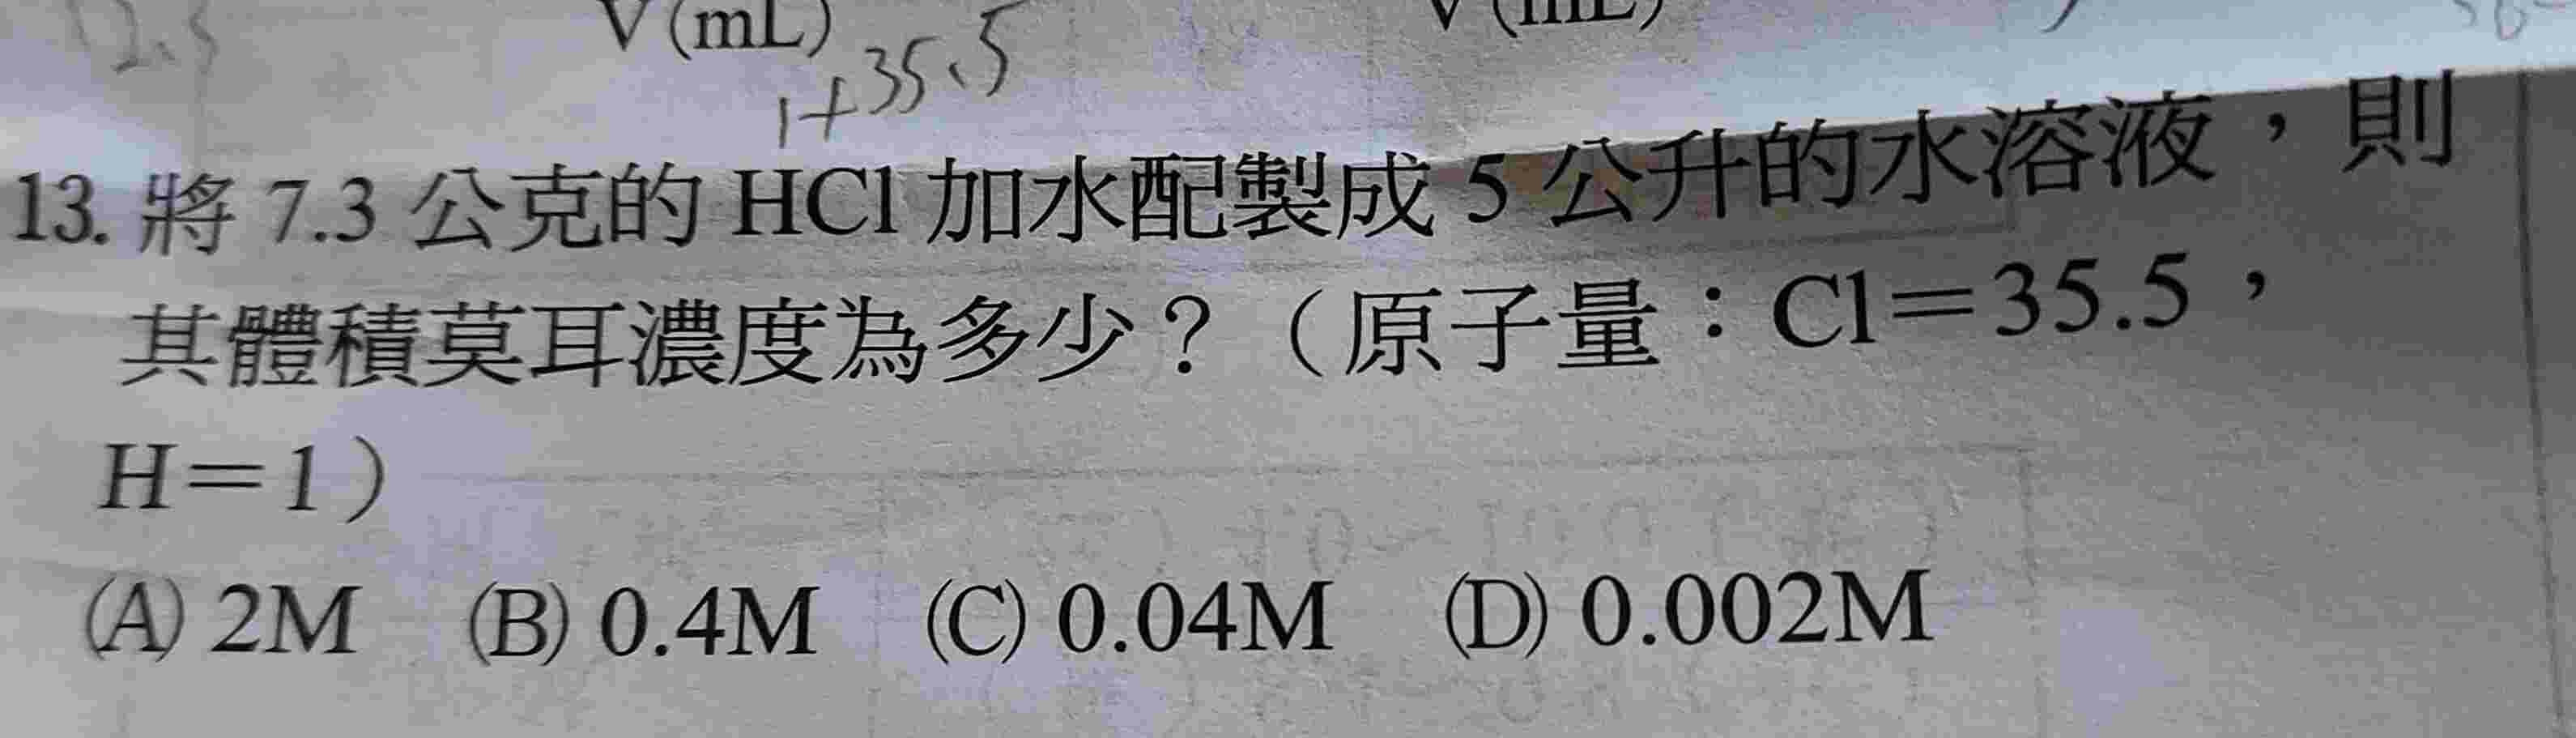 V(mL)
1+35.5
13. 將 7.3 公克的 HCl 加水配製成 5 公升的水溶液，則
其體積莫耳濃度為多少？（原子量：Cl＝35.5，
H＝1）
(A) 2M (B) 0.4M (C) 0.04M (D) 0.002M